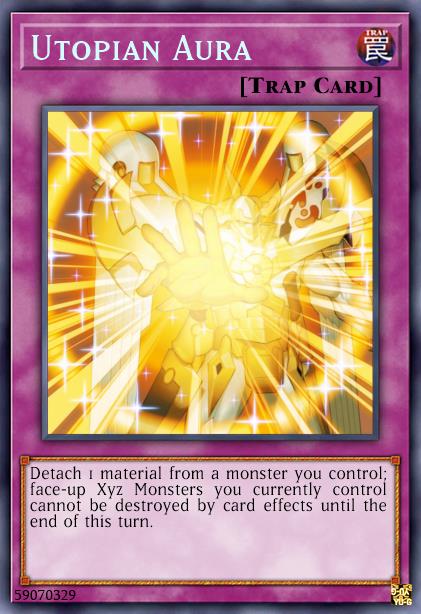 Utopian Aura
TRAP
罠
[Trap Card]
Detach 1 material from a monster you control;
face-up Xyz Monsters you currently control
cannot be destroyed by card effects until the
end of this turn.
59070329